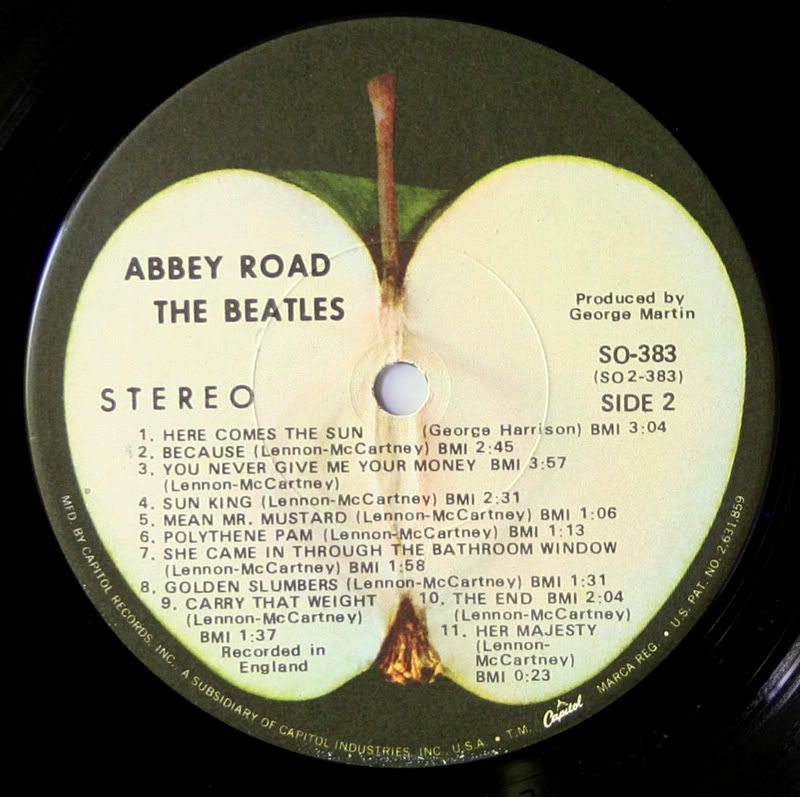 ABBEY ROAD
THE BEATLES
STEREO
Produced by
George Martin
SO-383
(SO2-383)
SIDE 2
1. HERE COMES THE SUN (George Harrison) BMI 3:04
2. BECAUSE (Lennon-McCartney) BMI 2:45
3. YOU NEVER GIVE ME YOUR MONEY BMI 3:57
(Lennon-McCartney)
4. SUN KING (Lennon-McCartney) BMI 2:31
5. MEAN MR. MUSTARD (Lennon-McCartney) BMI 1:06
6. POLYTHENE PAM (Lennon-McCartney) BMI 1:13
7. SHE CAME IN THROUGH THE BATHROOM WINDOW
(Lennon-McCartney) BMI 1:58
8. GOLDEN SLUMBERS (Lennon-McCartney) BMI 1:31
9. CARRY THAT WEIGHT
(Lennon-McCartney)
BMI 1:37
Recorded in
England
10. THE END BMI 2:04
(Lennon-McCartney)
11. HER MAJESTY
(Lennon-
McCartney)
BMI 0:23
MFD. BY CAPITOL RECORDS, INC. A SUBSIDIARY OF CAPITOL INDUSTRIES, INC., U.S.A. • T.M. Capitol MARCA REG. • U.S. PAT. NO. 2,631,859